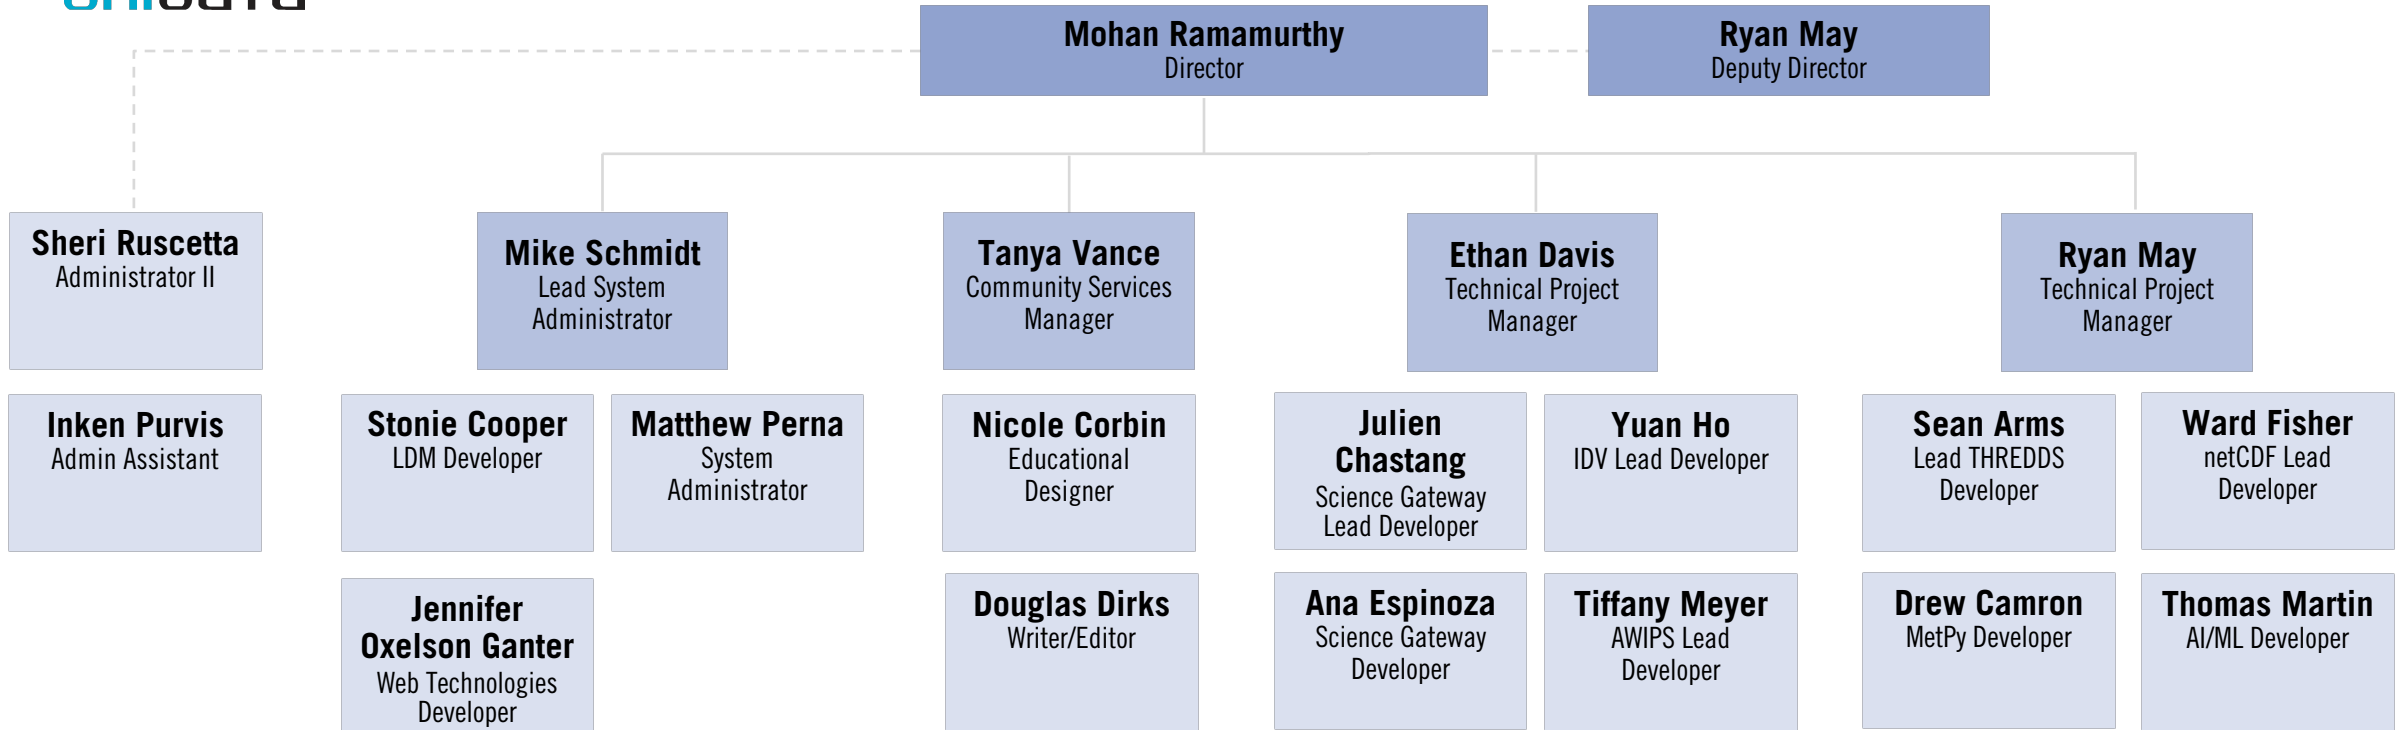 unidata
Mohan Ramamurthy
Director
Ryan May
Deputy Director
Sheri Ruscetta
Administrator II
Mike Schmidt
Lead System
Administrator
Tanya Vance
Community Services
Manager
Ethan Davis
Technical Project
Manager
Ryan May
Technical Project
Manager
Inken Purvis
Admin Assistant
Stonie Cooper
LDM Developer
Matthew Perna
System
Administrator
Nicole Corbin
Educational
Designer
Julien
Chastang
Science Gateway
Lead Developer
Yuan Ho
IDV Lead Developer
Sean Arms
Lead THREDDS
Developer
Ward Fisher
netCDF Lead
Developer
Jennifer
Oxelson Ganter
Web Technologies
Developer
Douglas Dirks
Writer/Editor
Ana Espinoza
Science Gateway
Developer
Tiffany Meyer
AWIPS Lead
Developer
Drew Camron
MetPy Developer
Thomas Martin
AI/ML Developer